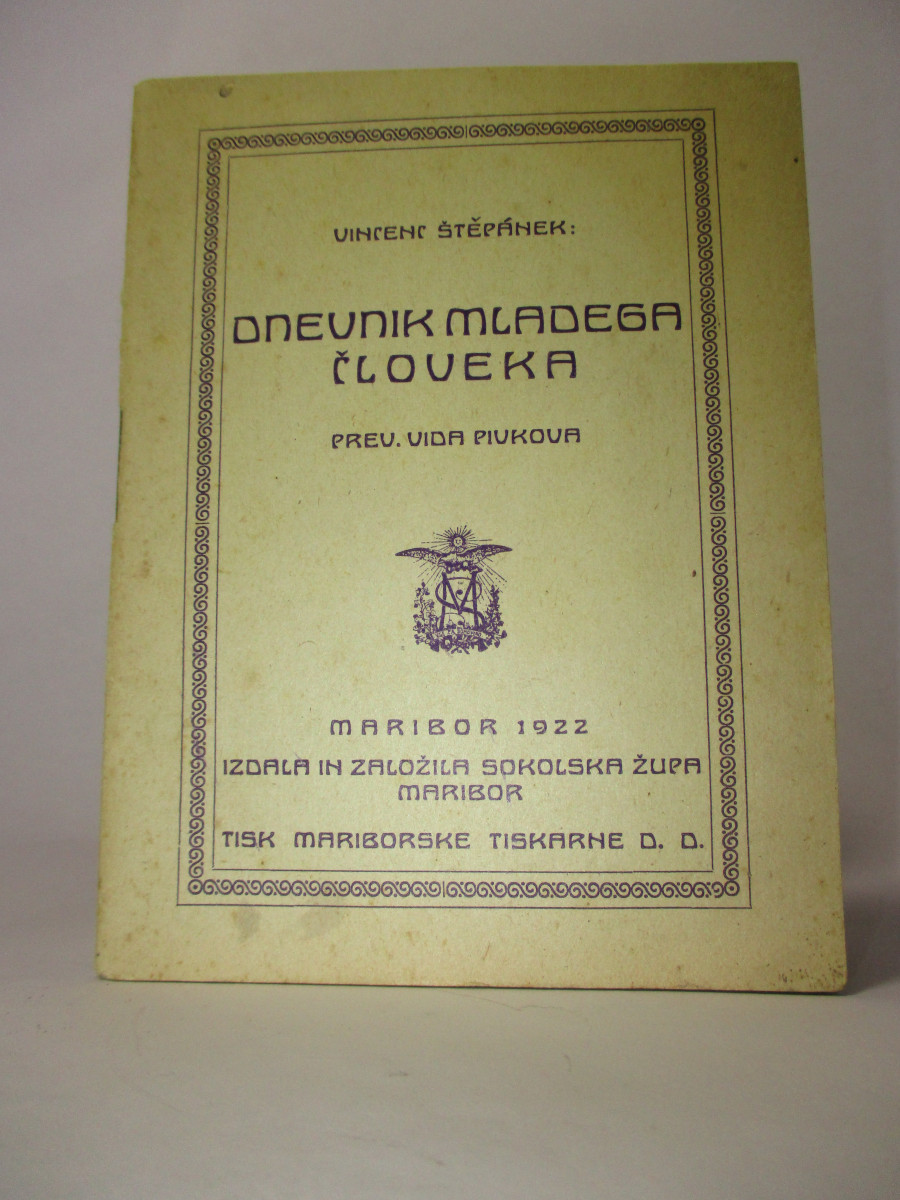 VINCENC ŠTĚPÁNEK:
DNEVNIK MLADEGA
ČLOVEKA
PREV. VIDA PIVKOVA
MARIBOR 1922
IZDALA IN ZALOŽILA SOKOLSKA ŽUPA
MARIBOR
TISK MARIBORSKE TISKARNE D. D.